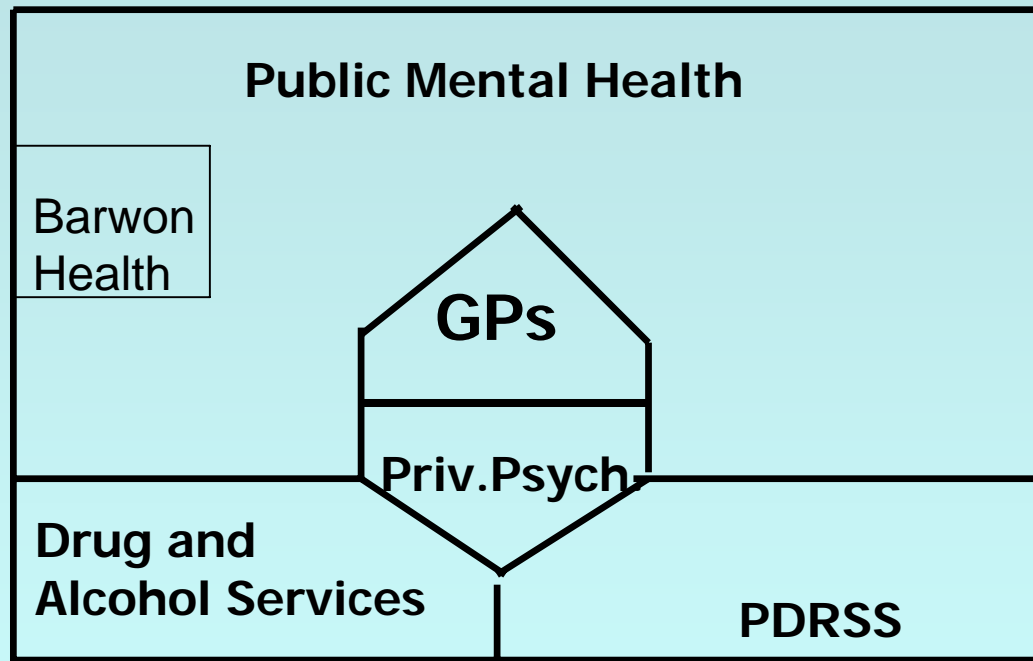 Public Mental Health
Barwon
Health
GPs
Priv.Psych.
Drug and
Alcohol Services
PDRSS